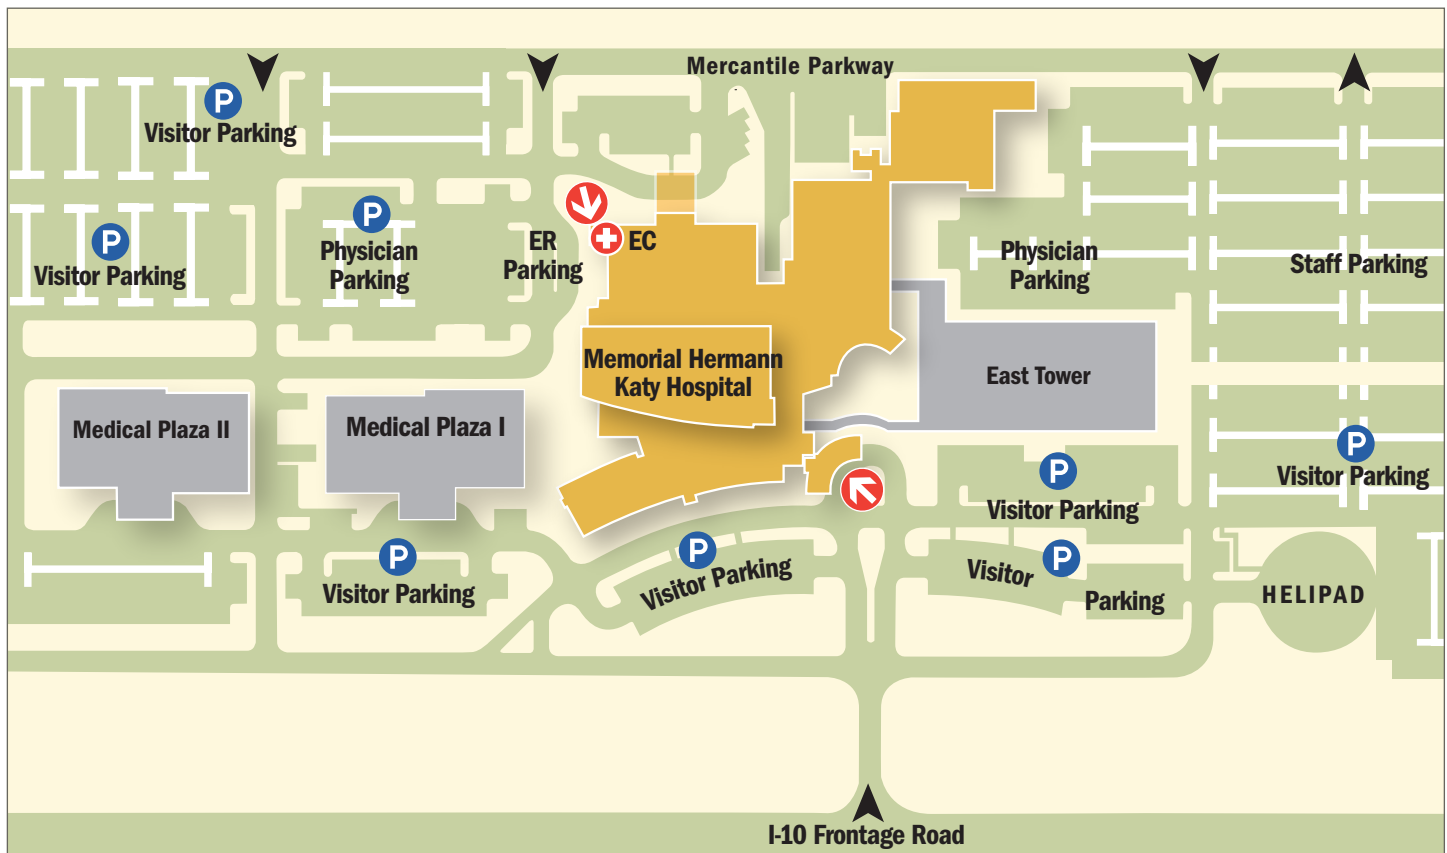 Mercantile Parkway
P
Visitor Parking
P
Visitor Parking
P
Physician
Parking
ER
Parking
EC
Physician
Parking
Staff Parking
Memorial Hermann
Katy Hospital
East Tower
Medical Plaza II
Medical Plaza I
P
Visitor Parking
P
Visitor Parking
P
Visitor Parking
P
Visitor Parking
P
Visitor
Parking
HELIPAD
I-10 Frontage Road